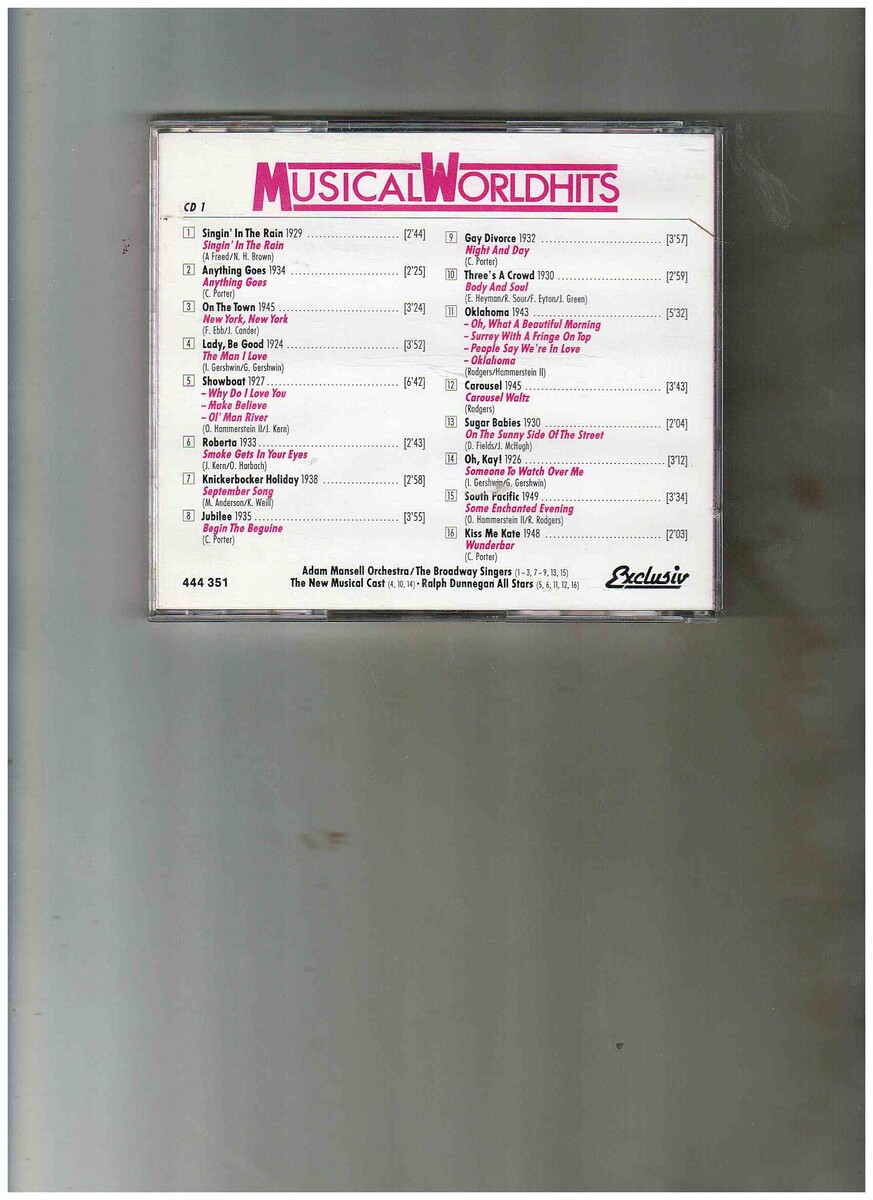 MUSICALWORLDHITS
CD 1
1 Singin' In The Rain 1929 [2'44]
Singin' In The Rain
(A Freed/N. H. Brown)
2 Anything Goes 1934 [2'25]
Anything Goes
(C. Porter)
3 On The Town 1945 [3'24]
New York, New York
(F. Ebb/J. Cander)
4 Lady, Be Good 1924 [3'52]
The Man I Love
(I. Gershwin/G. Gershwin)
5 Showboat 1927 [6'42]
– Why Do I Love You
– Make Believe
– Ol' Man River
(O. Hammerstein II/J. Kern)
6 Roberta 1933 [2'43]
Smoke Gets In Your Eyes
(J. Kern/O. Harbach)
7 Knickerbocker Holiday 1938 [2'58]
September Song
(M. Anderson/K. Weill)
8 Jubilee 1935 [3'55]
Begin The Beguine
(C. Porter)
9 Gay Divorce 1932 [3'57]
Night And Day
(C. Porter)
10 Three's A Crowd 1930 [2'59]
Body And Soul
(E. Heyman/R. Sour/F. Eyton/J. Green)
11 Oklahoma 1943 [5'32]
– Oh, What A Beautiful Morning
– Surrey With A Fringe On Top
– People Say We're In Love
– Oklahoma
(Rodgers/Hammerstein II)
12 Carousel 1945 [3'43]
Carousel Waltz
(Rodgers)
13 Sugar Babies 1930 [2'04]
On The Sunny Side Of The Street
(D. Fields/J. McHugh)
14 Oh, Kay! 1926 [3'12]
Someone To Watch Over Me
(I. Gershwin/G. Gershwin)
15 South Pacific 1949 [3'34]
Some Enchanted Evening
(O. Hammerstein II/R. Rodgers)
16 Kiss Me Kate 1948 [2'03]
Wunderbar
(C. Porter)
Adam Mansell Orchestra/The Broadway Singers (1–3, 7–9, 13, 15)
444 351 The New Musical Cast (4, 10, 14) · Ralph Dunnegan All Stars (5, 6, 11, 12, 16)
Exclusiv